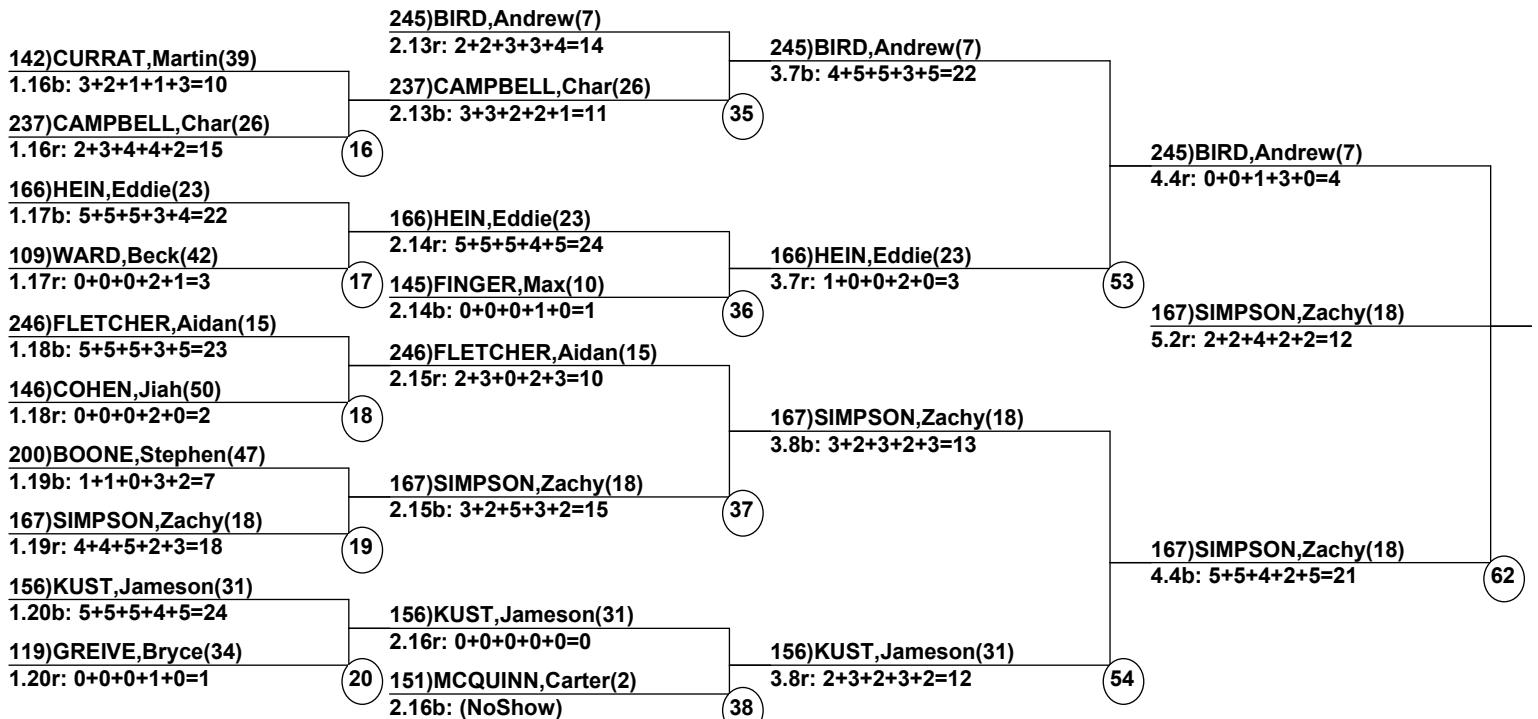 142)CURRAT,Martin(39)
1.16b: 3+2+1+1+3=10
237)CAMPBELL,Char(26)
1.16r: 2+3+4+4+2=15
16
166)HEIN,Eddie(23)
1.17b: 5+5+5+3+4=22
109)WARD,Beck(42)
1.17r: 0+0+0+2+1=3
17
246)FLETCHER,Aidan(15)
1.18b: 5+5+5+3+5=23
146)COHEN,Jiah(50)
1.18r: 0+0+0+2+0=2
18
200)BOONE,Stephen(47)
1.19b: 1+1+0+3+2=7
167)SIMPSON,Zachy(18)
1.19r: 4+4+5+2+3=18
19
156)KUST,Jameson(31)
1.20b: 5+5+5+4+5=24
119)GREIVE,Bryce(34)
1.20r: 0+0+0+1+0=1
20
245)BIRD,Andrew(7)
2.13r: 2+2+3+3+4=14
237)CAMPBELL,Char(26)
2.13b: 3+3+2+2+1=11
35
166)HEIN,Eddie(23)
2.14r: 5+5+5+4+5=24
145)FINGER,Max(10)
2.14b: 0+0+0+1+0=1
36
246)FLETCHER,Aidan(15)
2.15r: 2+3+0+2+3=10
167)SIMPSON,Zachy(18)
2.15b: 3+2+5+3+2=15
37
156)KUST,Jameson(31)
2.16r: 0+0+0+0+0=0
151)MCQUINN,Carter(2)
2.16b: (NoShow)
38
245)BIRD,Andrew(7)
3.7b: 4+5+5+3+5=22
166)HEIN,Eddie(23)
3.7r: 1+0+0+2+0=3
53
167)SIMPSON,Zachy(18)
3.8b: 3+2+3+2+3=13
156)KUST,Jameson(31)
3.8r: 2+3+2+3+2=12
54
245)BIRD,Andrew(7)
4.4r: 0+0+1+3+0=4
167)SIMPSON,Zachy(18)
4.4b: 5+5+4+2+5=21
62
167)SIMPSON,Zachy(18)
5.2r: 2+2+4+2+2=12